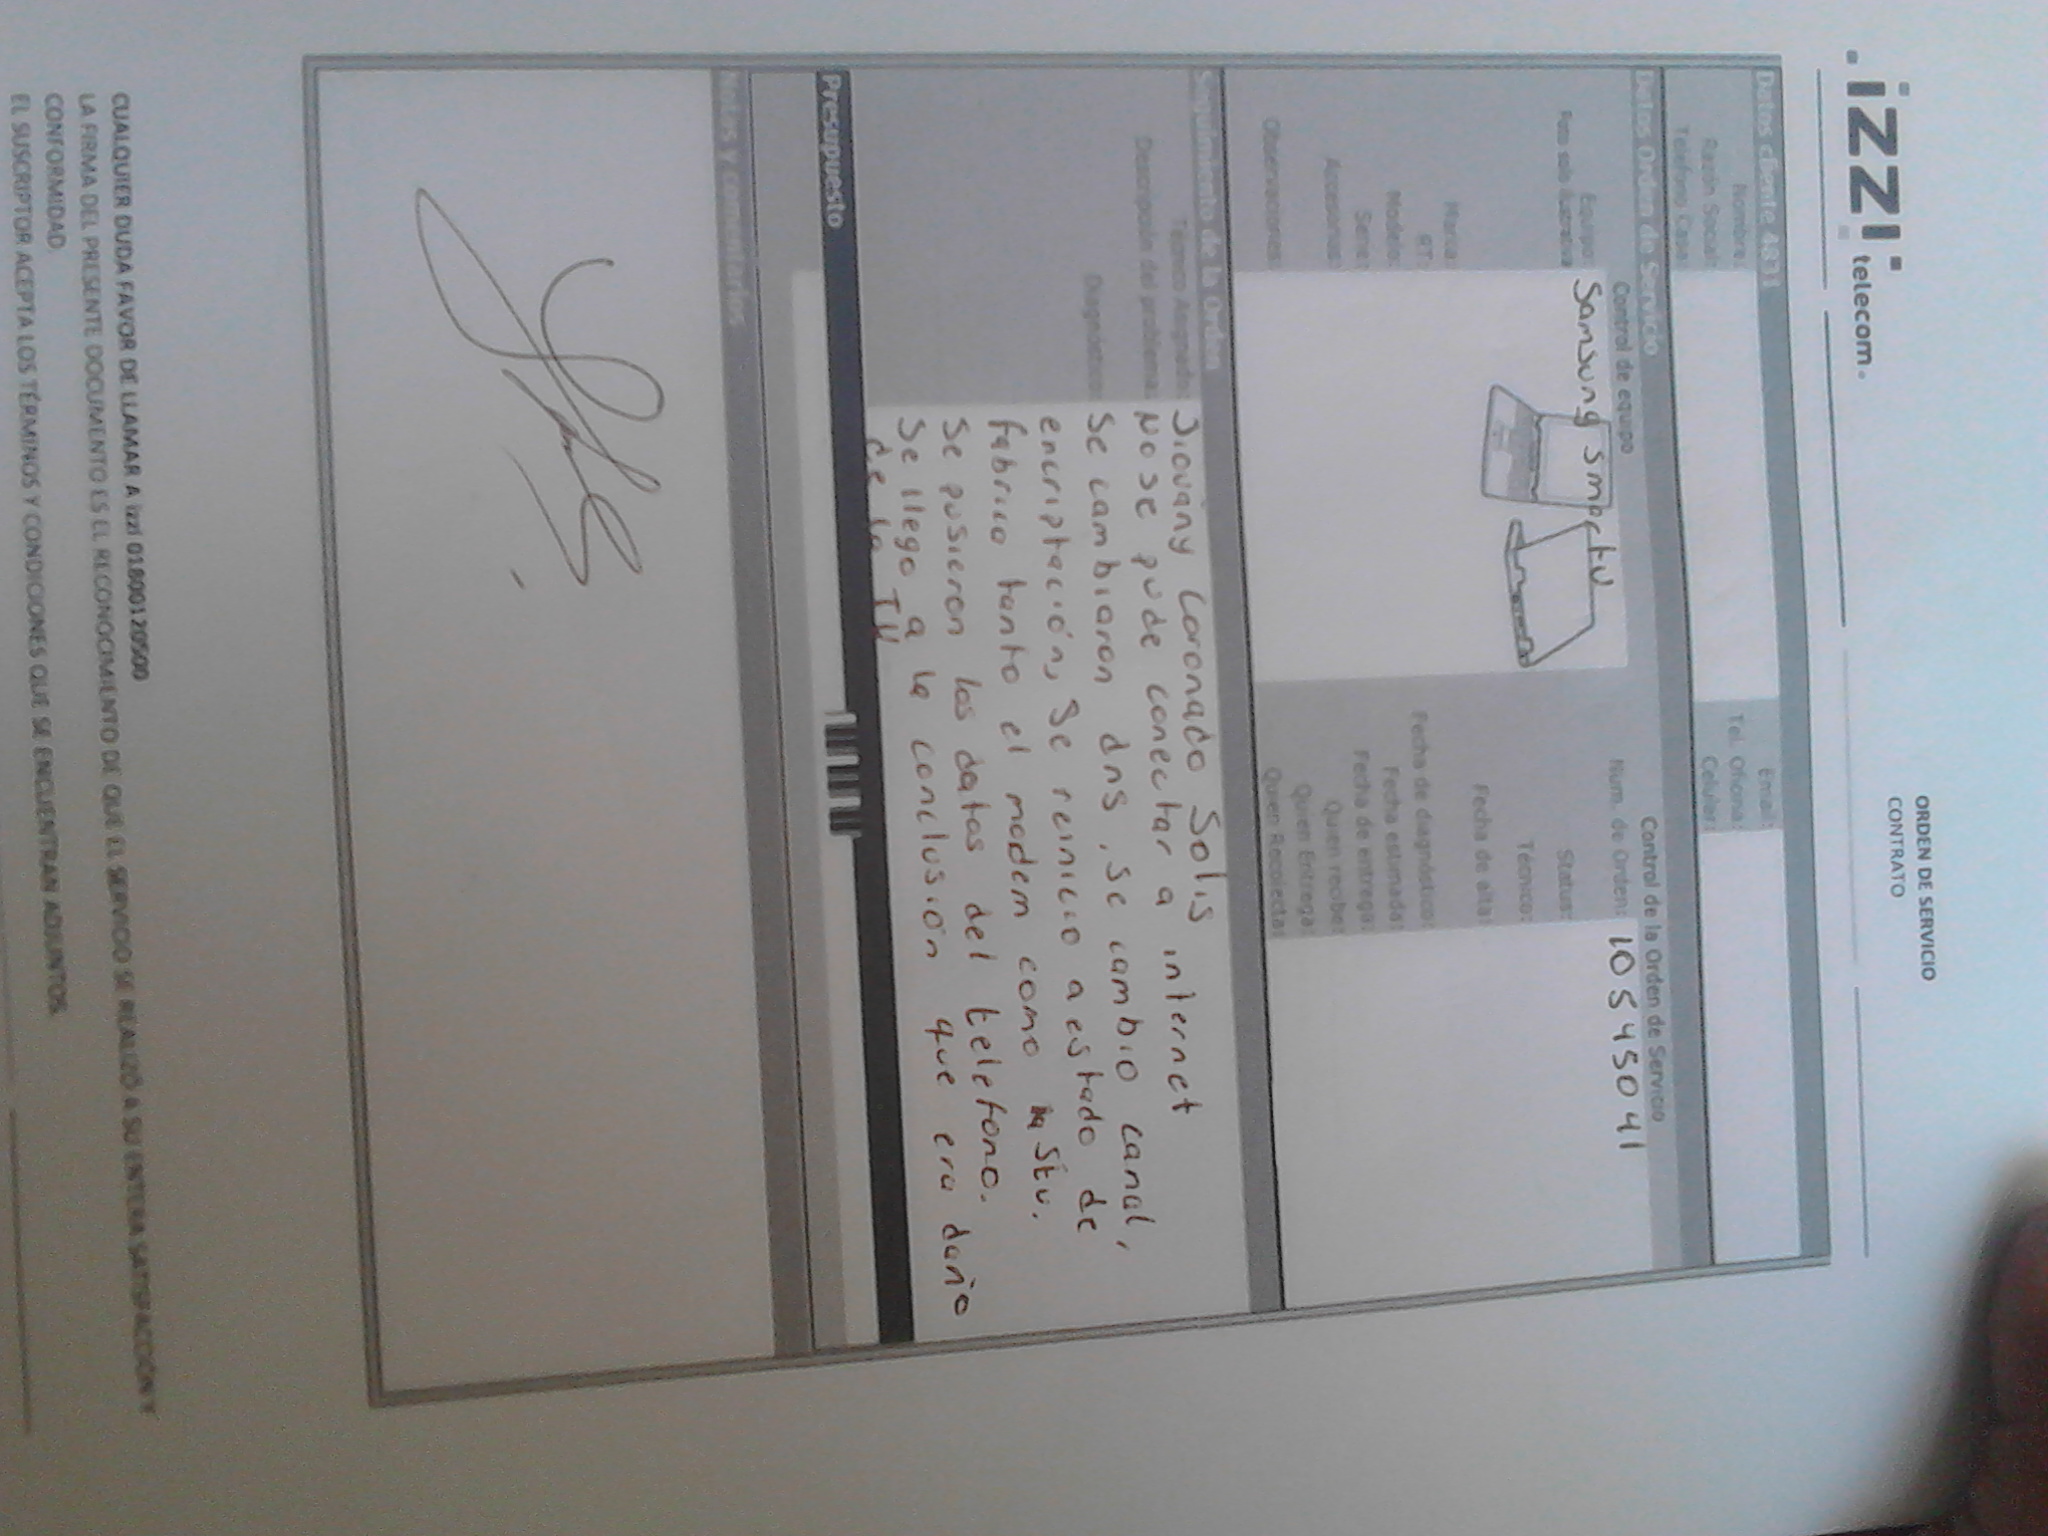 izzi telecom
ORDEN DE SERVICIO
CONTRATO
Datos cliente 4831
Nombre:
Email:
Razón Social:
Tel. Oficina:
Teléfono Casa:
Celular:
Datos Orden de Servicio
Control de equipo
Control de la Orden de Servicio
Equipo: Samsung smartv
Num. de Orden: 105454041
Foto solo ilustrativa
Status:
Técnico:
Fecha de alta:
Marca:
Fecha de diagnóstico:
Modelo:
Fecha estimada:
Serie:
Fecha de entrega:
Accesorios:
Quien recibe:
Quien Entrega:
Observaciones:
Quien Recolecta:
Seguimiento de la Orden
Técnico Asignado: Jiovany Coronado Solis
Descripción del problema: No se pude conectar a internet
Diagnóstico: Se cambiaron dns, se cambio canal,
encriptación, Se reinicio a estado de
fabrica tanto el modem como la Stv.
Se pusieron los datos del telefono.
Se llego a la conclusión que era daño
de la TV
Presupuesto
Notas y comentarios
CUALQUIER DUDA FAVOR DE LLAMAR A izzi 018001 20500
LA FIRMA DEL PRESENTE DOCUMENTO ES EL RECONOCIMIENTO DE QUE EL SERVICIO SE REALIZÓ A SU ENTERA SATISFACCIÓN Y
CONFORMIDAD
EL SUSCRIPTOR ACEPTA LOS TÉRMINOS Y CONDICIONES QUE SE ENCUENTRAN ADJUNTOS